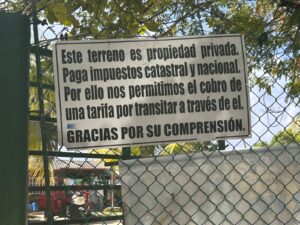 Este terreno es propiedad privada.
Paga impuestos catastral y nacional.
Por ello nos permitimos el cobro de
una tarifa por transitar a través de el.
GRACIAS POR SU COMPRENSIÓN.